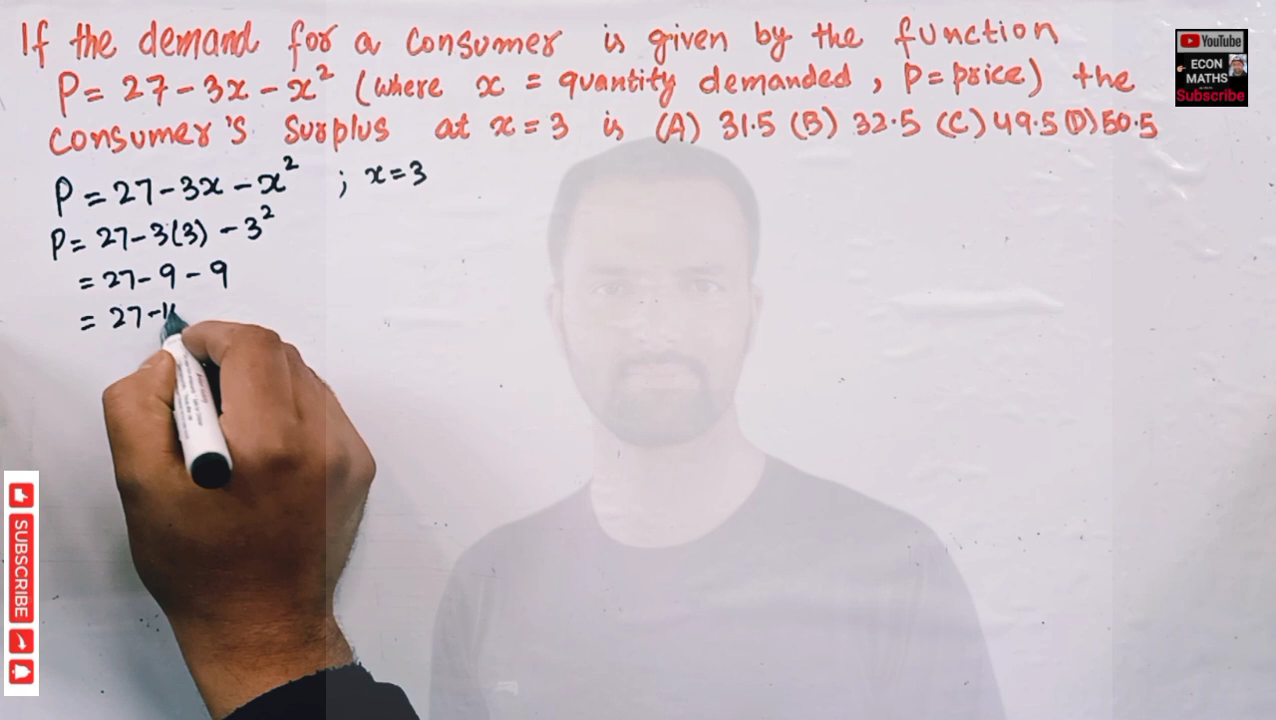 If the demand for a consumer is given by the function
P = 27 - 3x - x² (where x = quantity demanded, p = price) the
consumer's surplus at x = 3 is (A) 31.5 (B) 32.5 (C) 49.5 (D) 50.5
P = 27 - 3x - x² ; x = 3
P = 27 - 3(3) - 3²
= 27 - 9 - 9
= 27 - 1
YouTube
ECON
MATHS
Subscribe
SUBSCRIBE